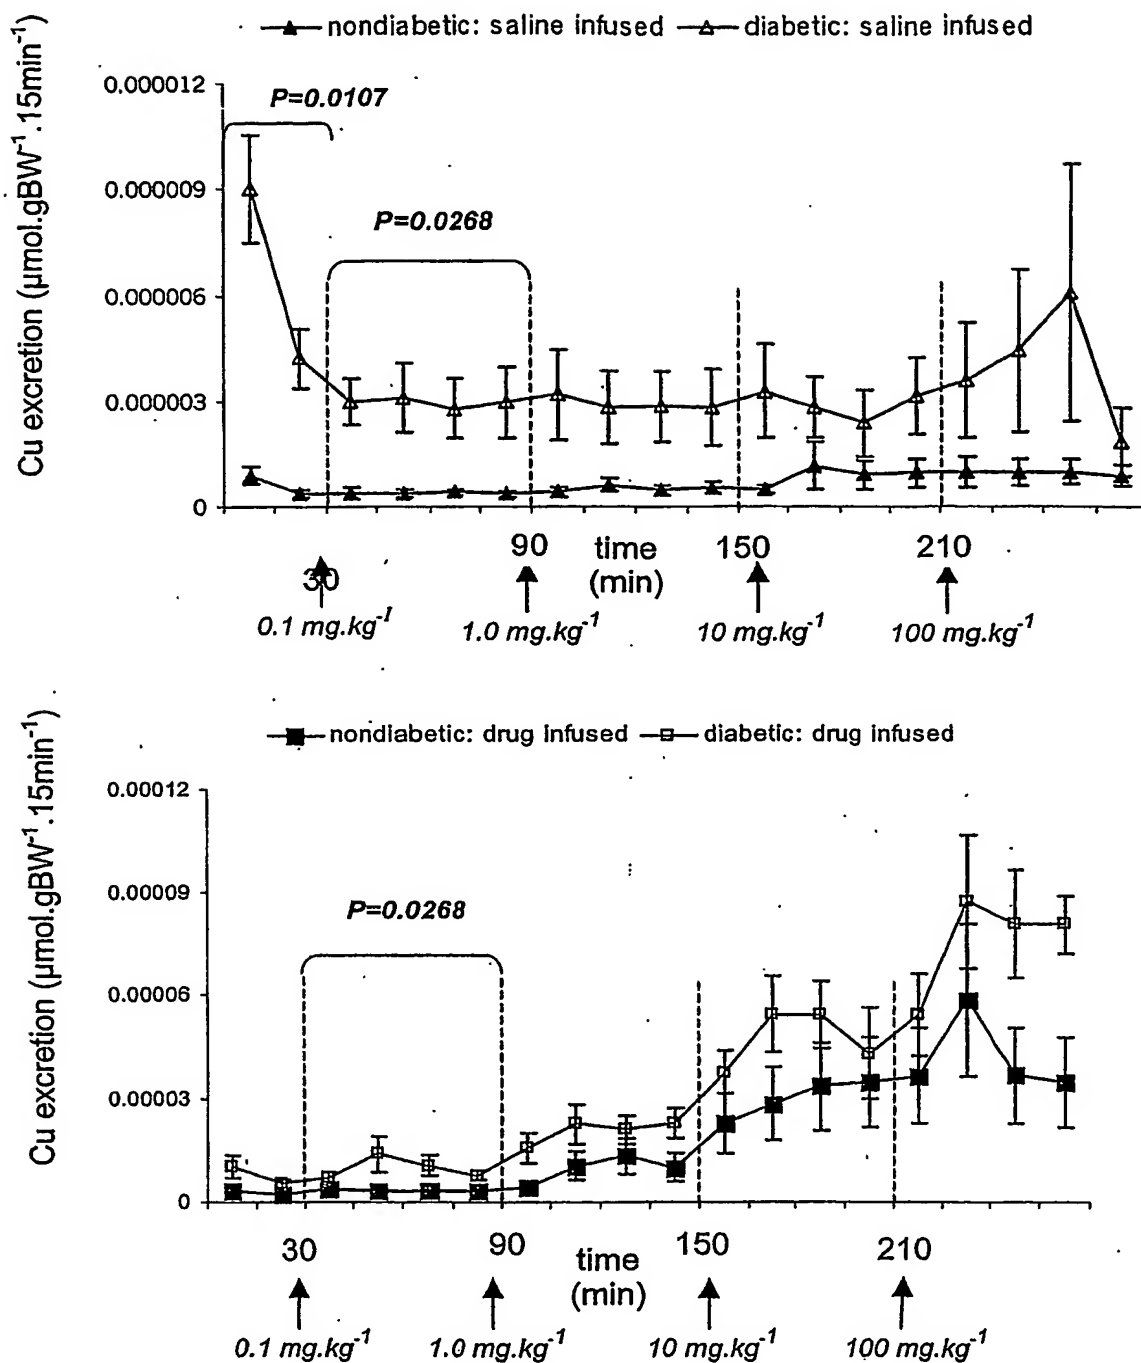 nondiabetic: saline infused diabetic: saline infused
Cu excretion (µmol.gBW⁻¹.15min⁻¹)
0.000012
P=0.0107
0.000009
P=0.0268
0.000006
0.000003
0
30 90 time 150 210
(min)
0.1 mg.kg⁻¹ 1.0 mg.kg⁻¹ 10 mg.kg⁻¹ 100 mg.kg⁻¹
nondiabetic: drug infused diabetic: drug infused
Cu excretion (µmol.gBW⁻¹.15min⁻¹)
0.00012
0.00009
P=0.0268
0.00006
0.00003
0
30 90 time 150 210
(min)
0.1 mg.kg⁻¹ 1.0 mg.kg⁻¹ 10 mg.kg⁻¹ 100 mg.kg⁻¹